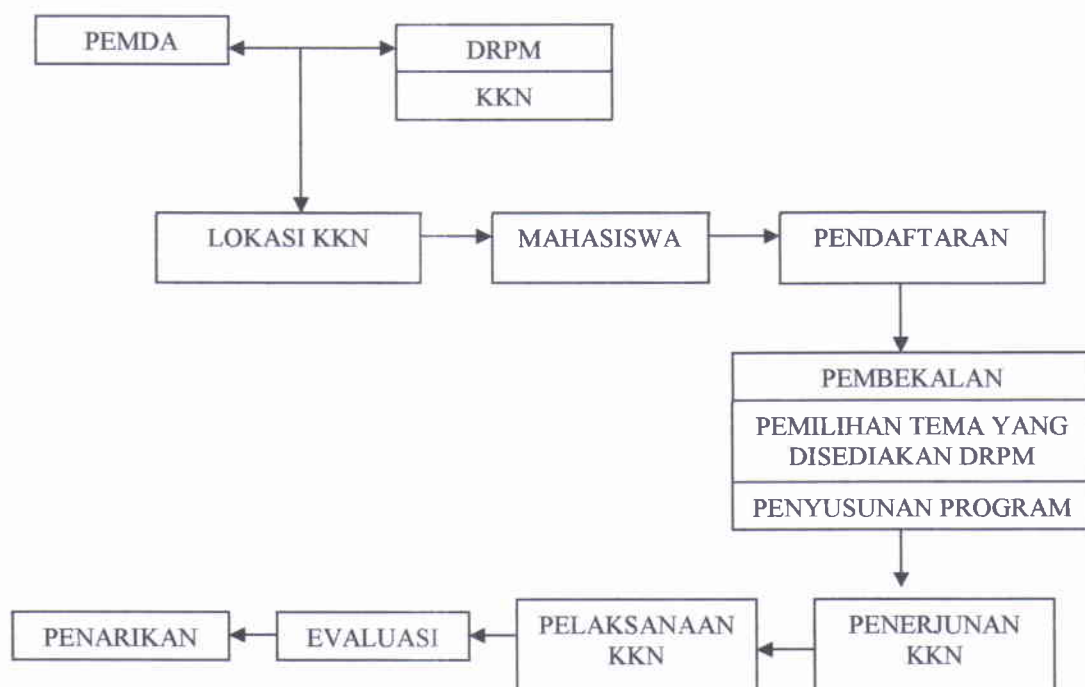 PEMDA
DRPM
KKN
LOKASI KKN
MAHASISWA
PENDAFTARAN
PEMBEKALAN
PEMILIHAN TEMA YANG
DISEDIAKAN DRPM
PENYUSUNAN PROGRAM
PENARIKAN
EVALUASI
PELAKSANAAN
KKN
PENERJUNAN
KKN